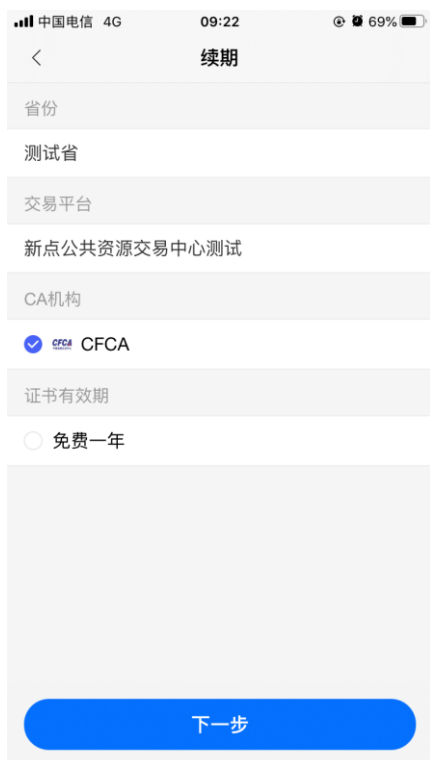 中国电信 4G 09:22 69%
续期
省份
测试省
交易平台
新点公共资源交易中心测试
CA机构
CFCA CFCA
证书有效期
免费一年
下一步